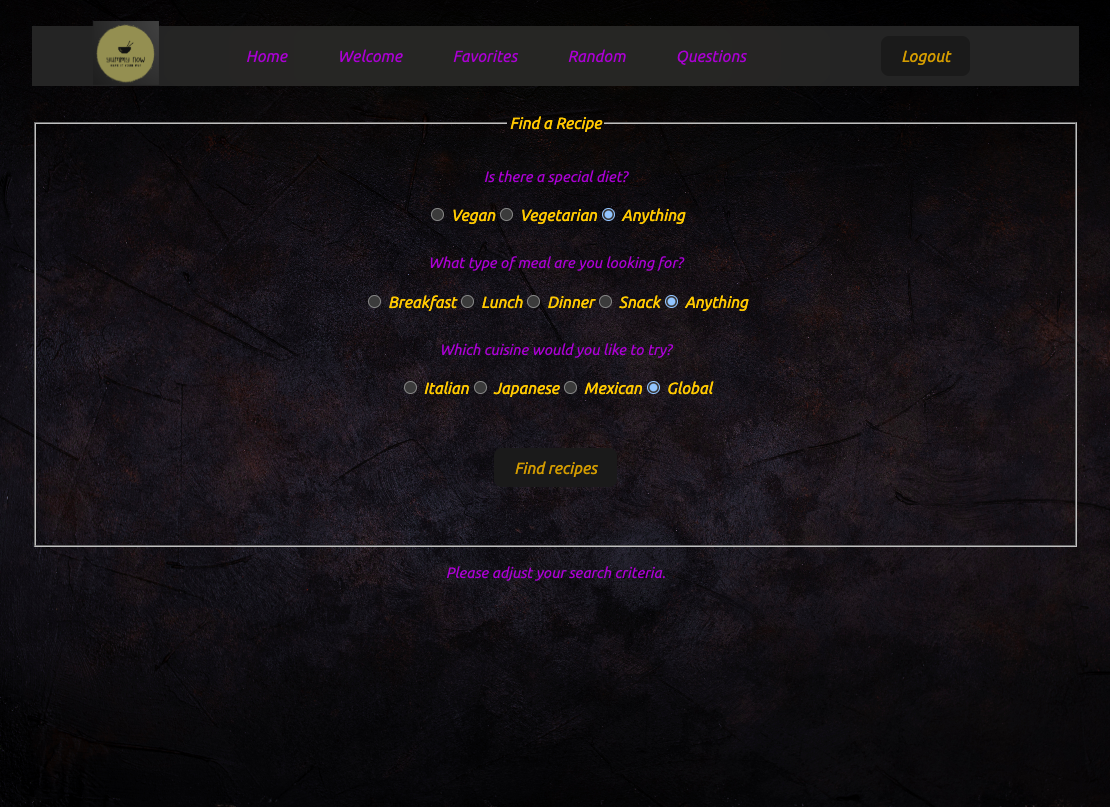 Home Welcome Favorites Random Questions Logout
Find a Recipe
Is there a special diet?
Vegan Vegetarian Anything
What type of meal are you looking for?
Breakfast Lunch Dinner Snack Anything
Which cuisine would you like to try?
Italian Japanese Mexican Global
Find recipes
Please adjust your search criteria.